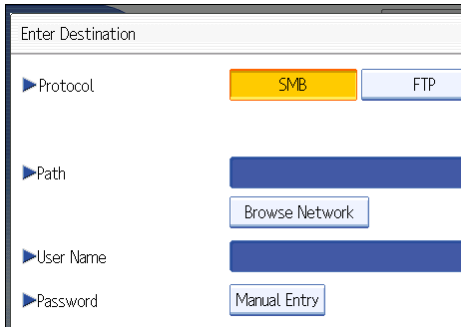 Enter Destination
Protocol SMB FTP
Path
Browse Network
User Name
Password Manual Entry